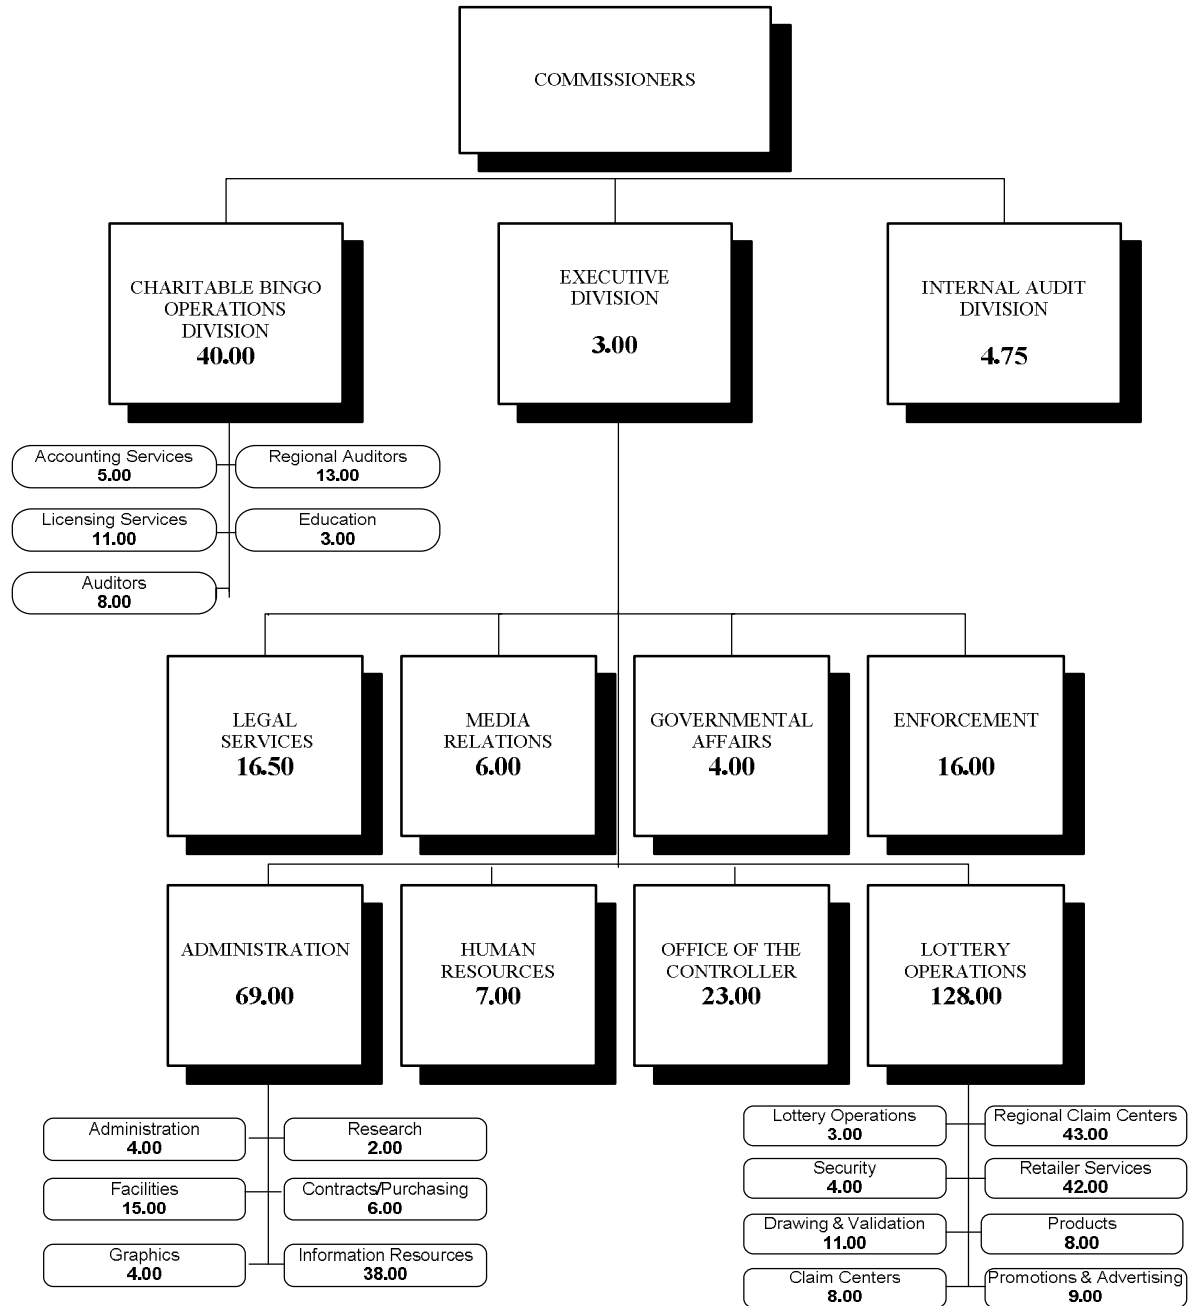 COMMISSIONERS
CHARITABLE BINGO
OPERATIONS
DIVISION
40.00
EXECUTIVE
DIVISION
3.00
INTERNAL AUDIT
DIVISION
4.75
Accounting Services
5.00
Regional Auditors
13.00
Licensing Services
11.00
Education
3.00
Auditors
8.00
LEGAL
SERVICES
16.50
MEDIA
RELATIONS
6.00
GOVERNMENTAL
AFFAIRS
4.00
ENFORCEMENT
16.00
ADMINISTRATION
69.00
HUMAN
RESOURCES
7.00
OFFICE OF THE
CONTROLLER
23.00
LOTTERY
OPERATIONS
128.00
Administration
4.00
Research
2.00
Facilities
15.00
Contracts/Purchasing
6.00
Graphics
4.00
Information Resources
38.00
Lottery Operations
3.00
Regional Claim Centers
43.00
Security
4.00
Retailer Services
42.00
Drawing & Validation
11.00
Products
8.00
Claim Centers
8.00
Promotions & Advertising
9.00